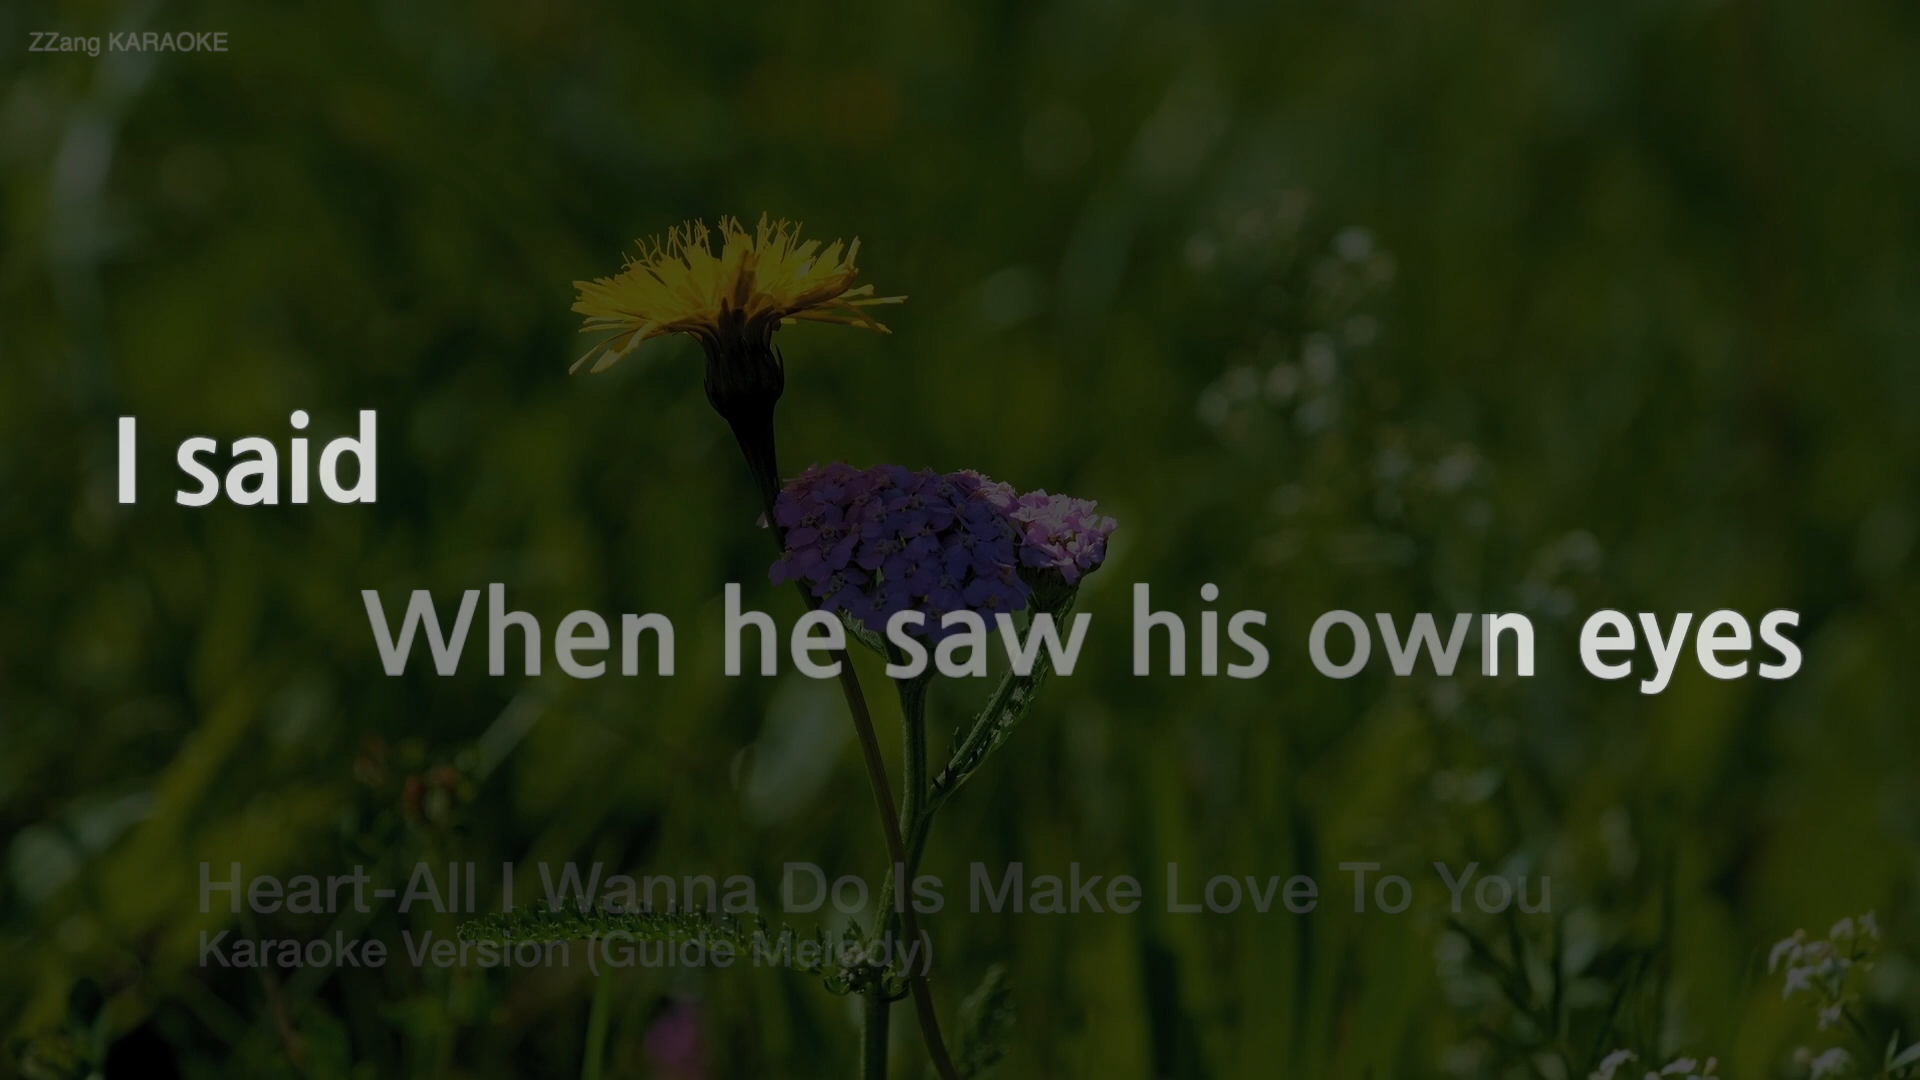 ZZang KARAOKE
I said
When he saw his own eyes
Heart-All I Wanna Do Is Make Love To You
Karaoke Version (Guide Melady)